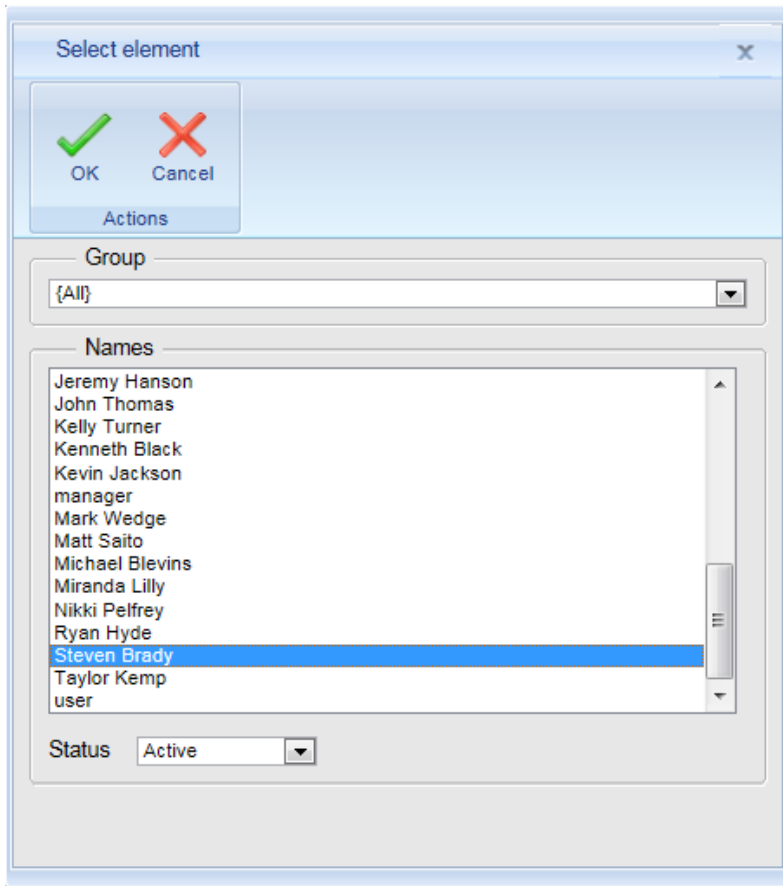 Select element
OK Cancel
Actions
Group
{All}
Names
Jeremy Hanson
John Thomas
Kelly Turner
Kenneth Black
Kevin Jackson
manager
Mark Wedge
Matt Saito
Michael Blevins
Miranda Lilly
Nikki Pelfrey
Ryan Hyde
Steven Brady
Taylor Kemp
user
Status Active